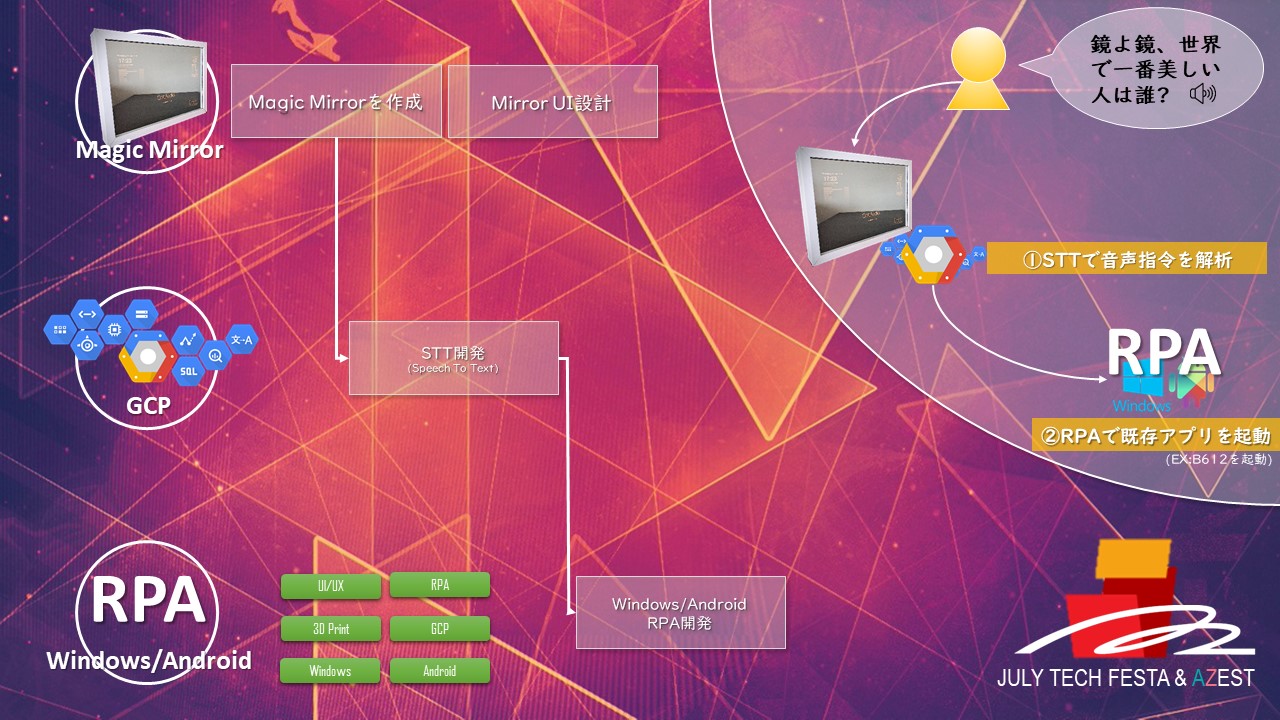 Magic Mirror
Magic Mirrorを作成
Mirror UI設計
鏡よ鏡、世界
で一番美しい
人は誰?
①STTで音声指令を解析
RPA
Windows
②RPAで既存アプリを起動
(EX:B612を起動)
SQL
文-A
GCP
STT開発
(Speech To Text)
RPA
Windows/Android
UI/UX
RPA
3D Print
GCP
Windows
Android
Windows/Android
RPA開発
JULY TECH FESTA & AZEST